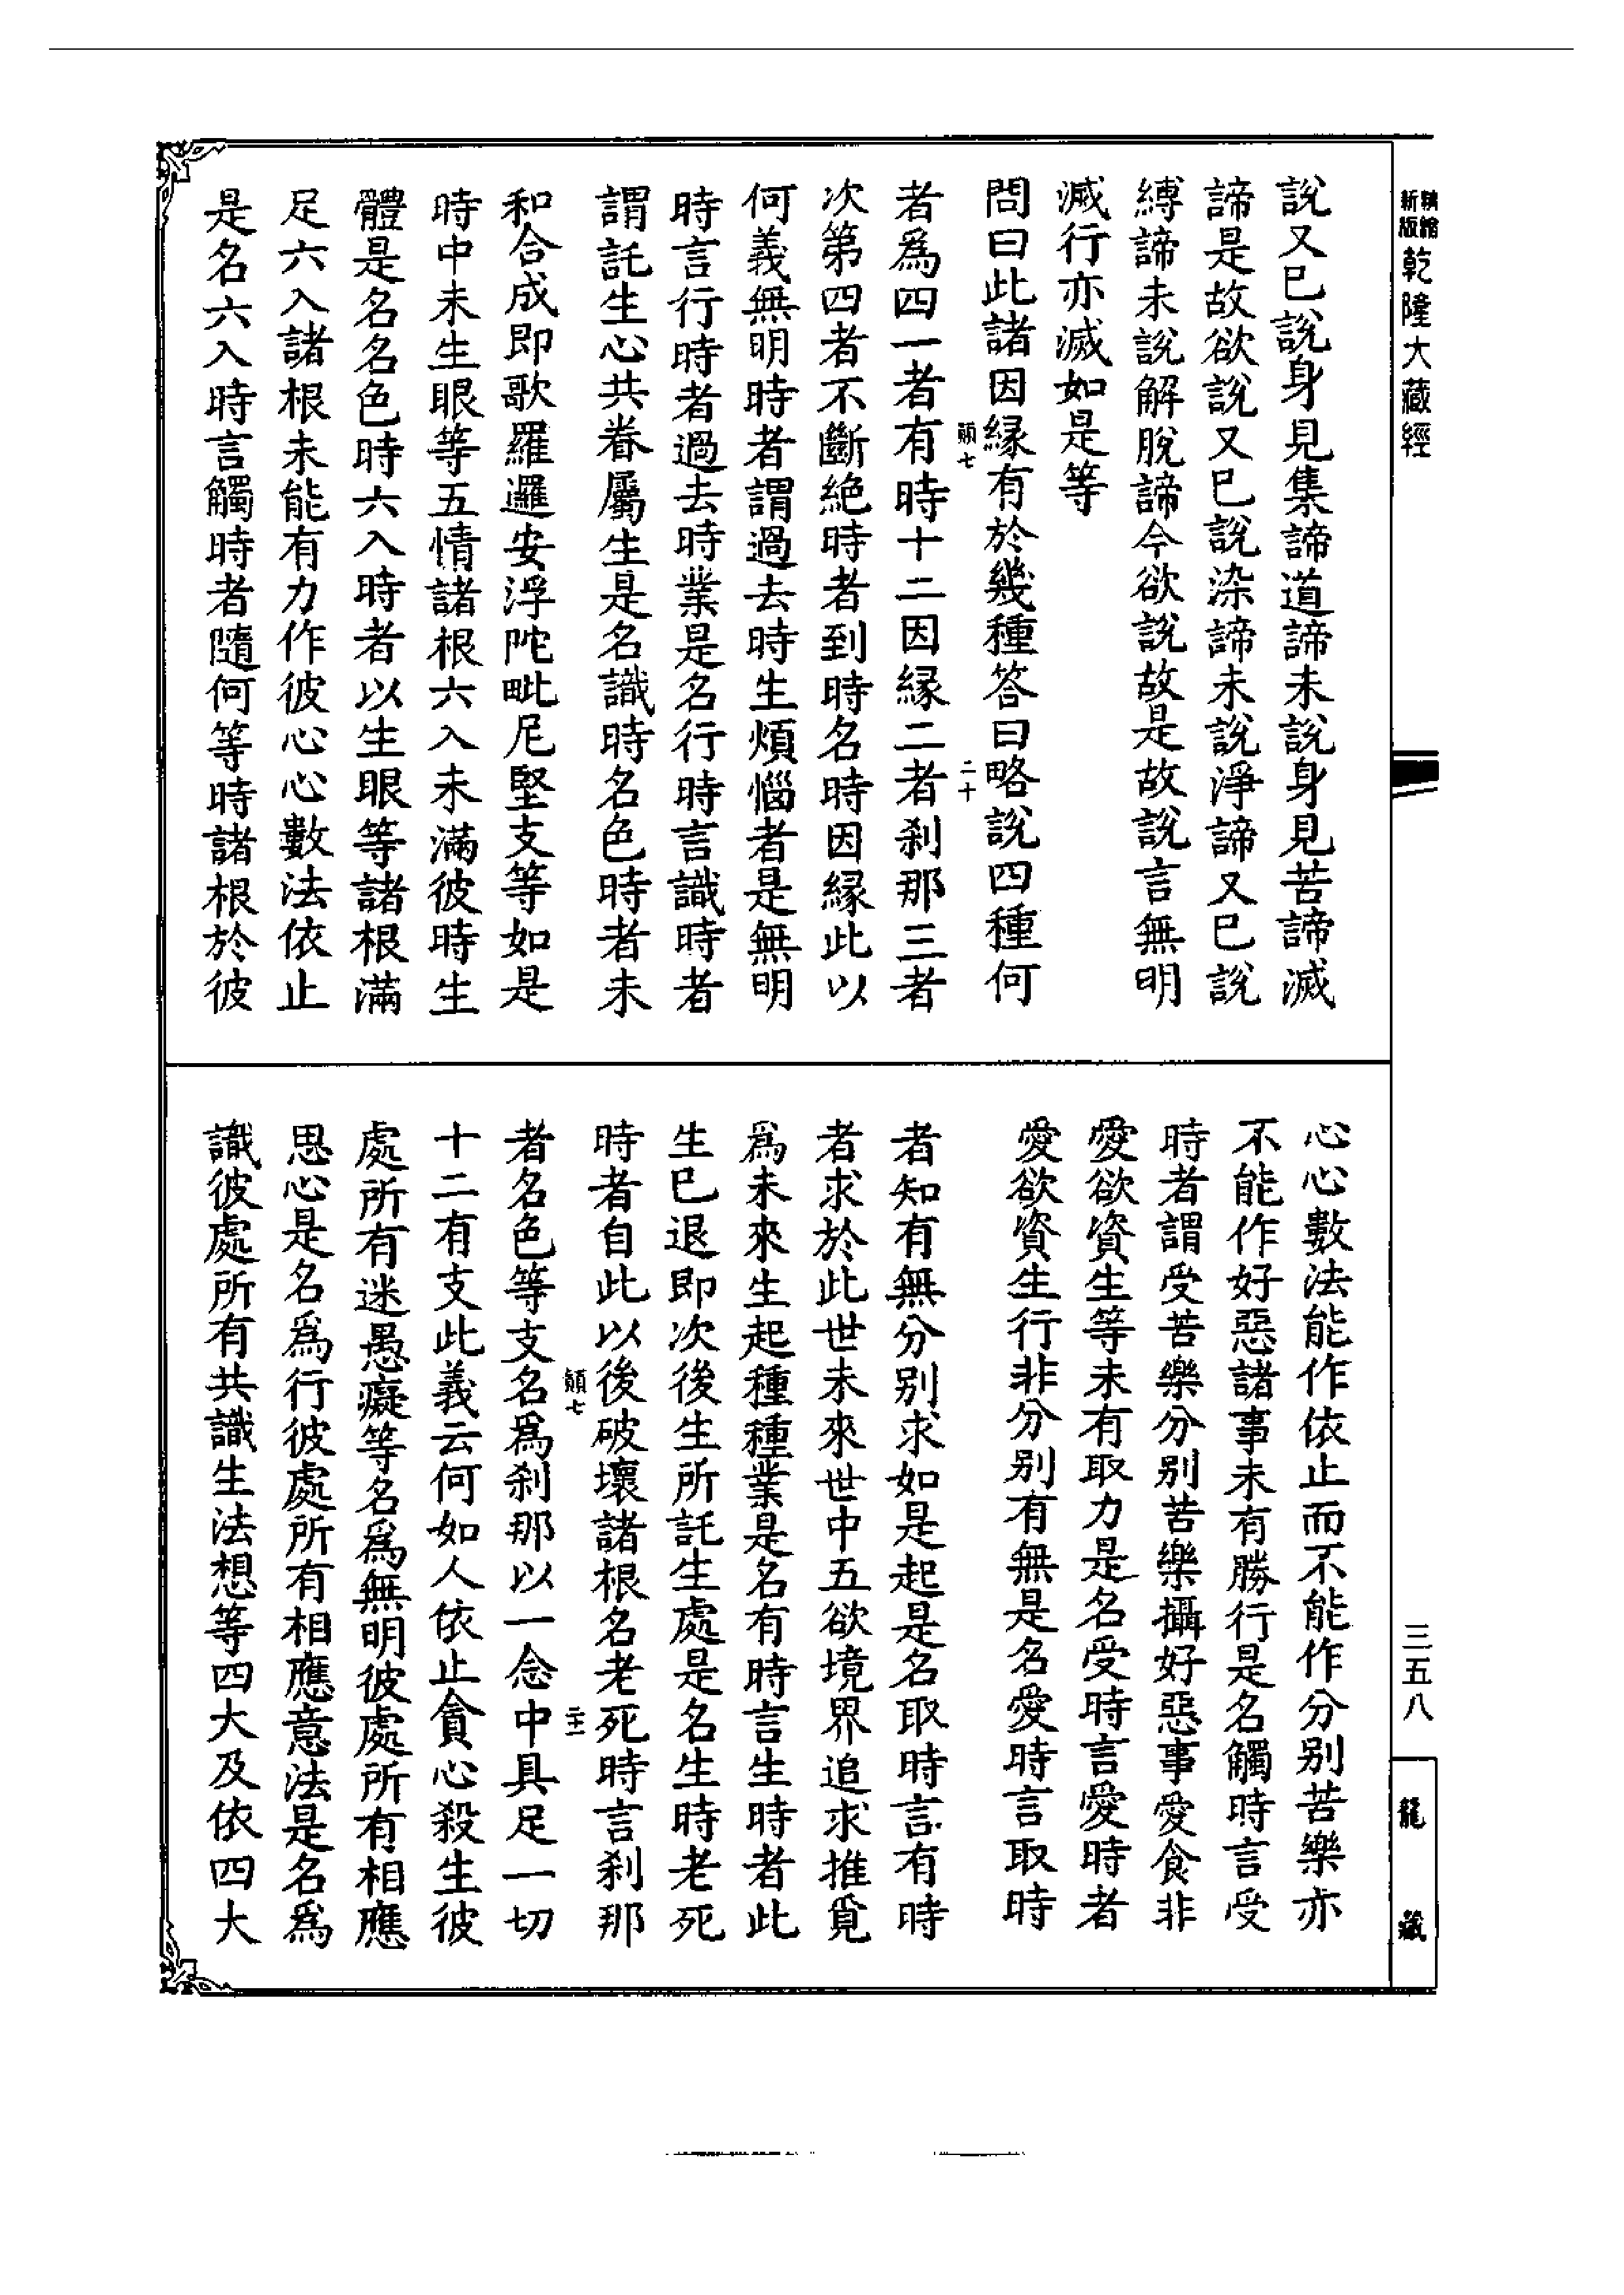 精縮新版乾隆大藏經
說又已說身見集諦道諦未說身見苦諦滅
諦是故欲說又已說染諦未說淨諦又已說
縛諦未說解脫諦今欲說故是故說言無明
滅行亦滅如是等
問曰此諸因緣有於幾種答曰略說四種何
顛七
二十
者為四一者有時十二因緣二者刹那三者
次第四者不斷絶時者到時名時因緣此以
何義無明時者謂過去時生煩惱者是無明
時言行時者過去時業是名行時言識時者
謂託生心共眷屬生是名識時名色時者未
和合成即歌羅邏安浮陀毗尼堅支等如是
時中未生眼等五情諸根六入未滿彼時生
體是名名色時六入時者以生眼等諸根滿
足六入諸根未能有力作彼心心數法依止
是名六入時言觸時者隨何等時諸根於彼
心心數法能作依止而不能作分別苦樂亦
不能作好惡諸事未有勝行是名觸時言受
時者謂受苦樂分別苦樂攝好惡事愛食非
愛欲資生等未有取力是名受時言愛時者
愛欲資生行非分別有無是名愛時言取時
者知有無分別求如是起是名取時言有時
者求於此世未來世中五欲境界追求推覓
為未來生起種種業是名有時言生時者此
生已退即次後生所託生處是名生時老死
時者自此以後破壞諸根名老死時言刹那
顛七
二十一
者名色等支名為刹那以一念中具足一切
十二有支此義云何如人依止貪心殺生彼
處所有迷愚癡等名為無明彼處所有相應
思心是名為行彼處所有相應意法是名為
識彼處所有共識生法想等四大及依四大
三五八
龍藏